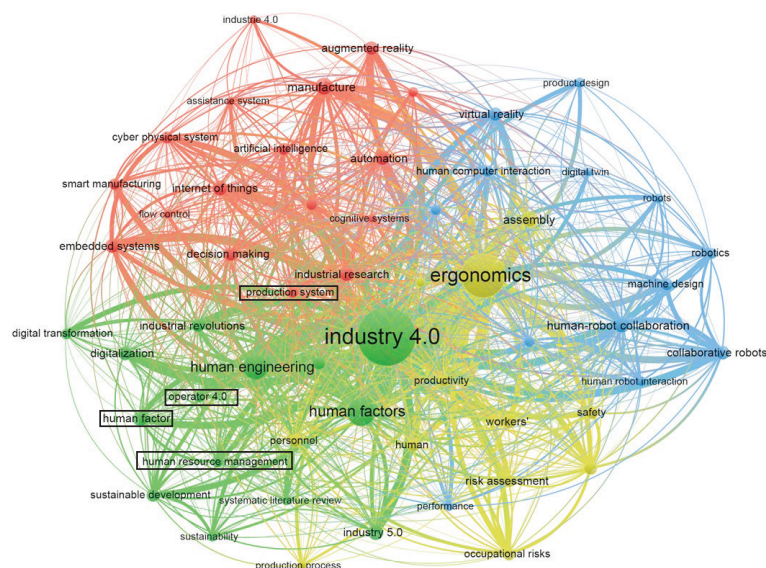 industrie 4.0
augmented reality
manufacture
product design
assistance system
virtual reality
cyber physical system
artificial intelligence
automation
human computer interaction
digital twin
smart manufacturing
internet of things
robots
flow control
cognitive systems
assembly
embedded systems
decision making
robotics
industrial research
ergonomics
machine design
production system
digital transformation
industrial revolutions
industry 4.0
human-robot collaboration
digitalization
collaborative robots
human engineering
productivity
human robot interaction
operator 4.0
human factors
human factor
workers'
safety
personnel
human
human resource management
risk assessment
sustainable development
systematic literature review
performance
sustainability
industry 5.0
occupational risks
production process